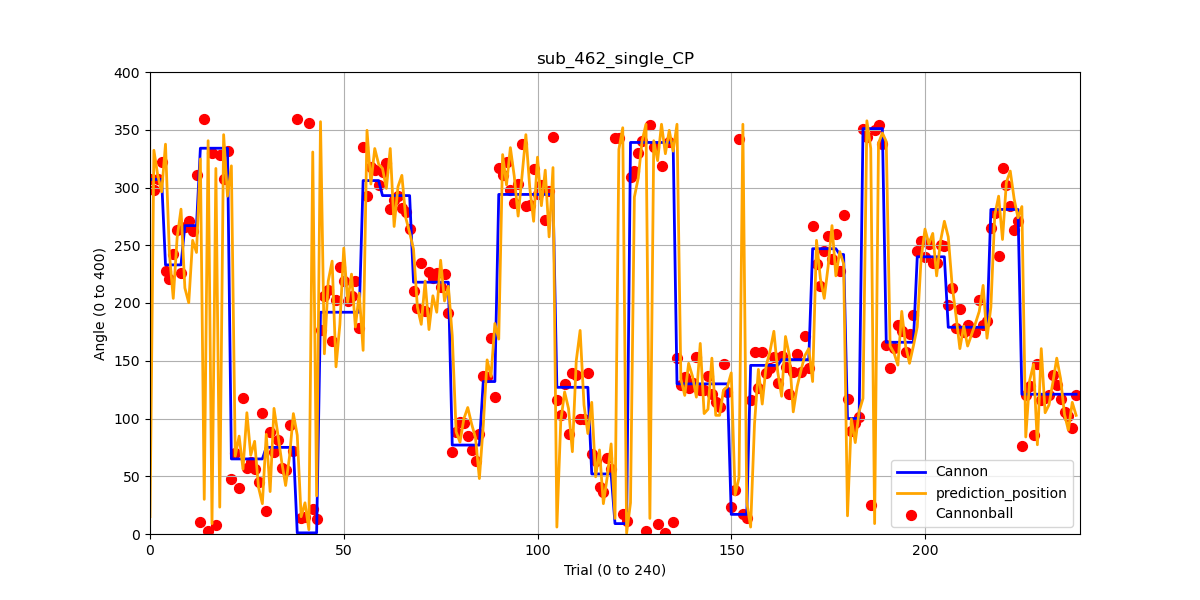 sub_462_single_CP
400
350
300
250
200
150
100
50
0
Angle (0 to 400)
0
50
100
150
200
Trial (0 to 240)
Cannon
prediction_position
Cannonball